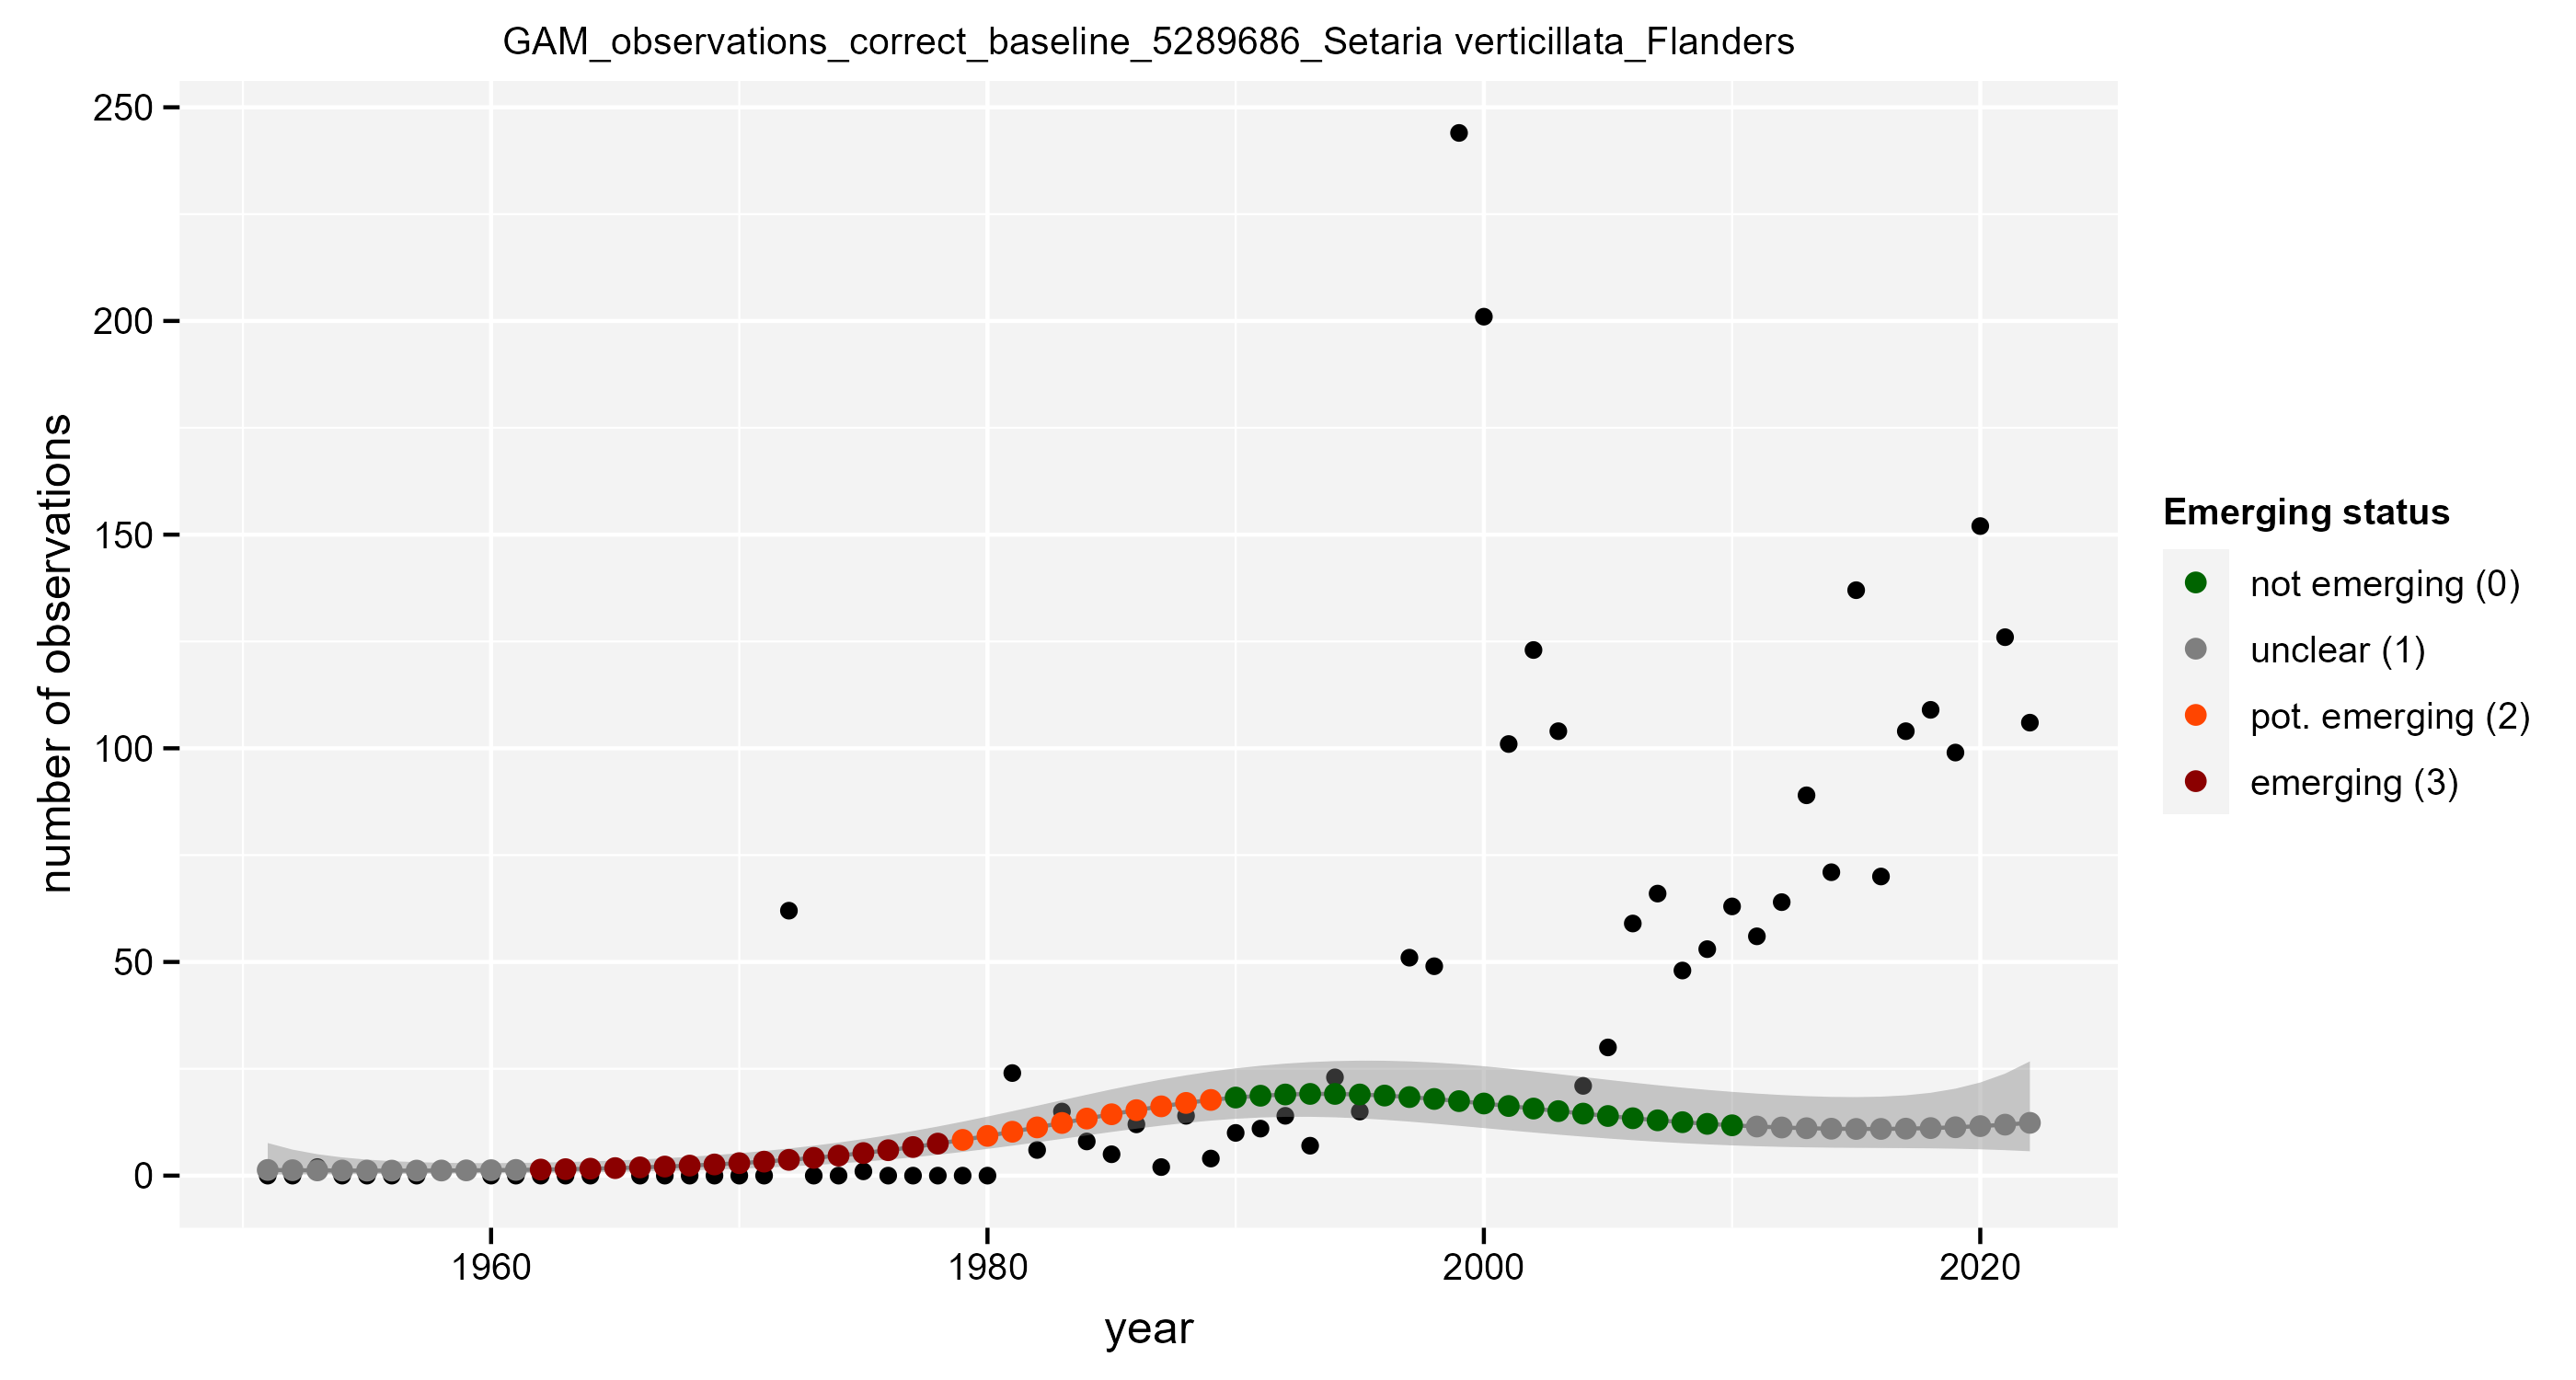 GAM_observations_correct_baseline_5289686_Setaria verticillata_Flanders
250
200
150
100
50
0
number of observations
1960 1980 2000 2020
year
Emerging status
not emerging (0)
unclear (1)
pot. emerging (2)
emerging (3)